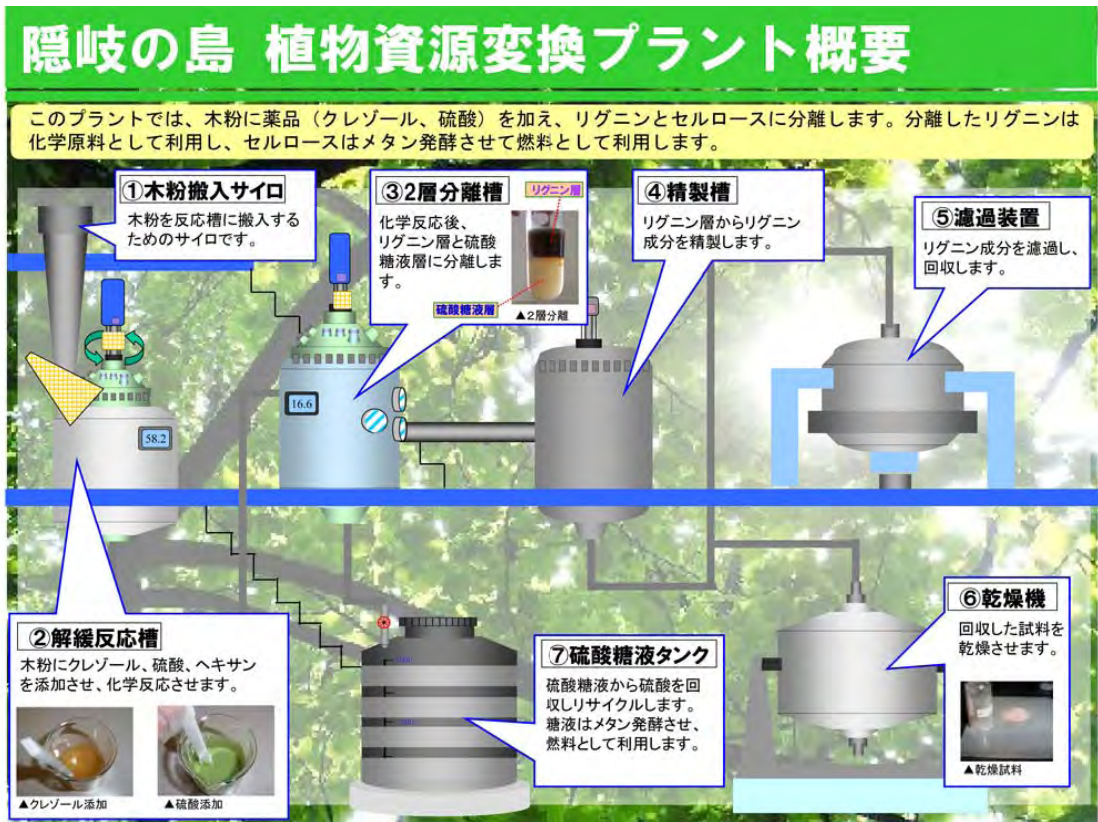 隠岐の島 植物資源変換プラント概要
このプラントでは、木粉に薬品（クレゾール、硫酸）を加え、リグニンとセルロースに分離します。分離したリグニンは
化学原料として利用し、セルロースはメタン発酵させて燃料として利用します。
①木粉搬入サイロ
木粉を反応槽に搬入する
ためのサイロです。
③2層分離槽
化学反応後、
リグニン層と硫酸
糖液層に分離しま
す。
リグニン層
硫酸糖液層
▲2層分離
④精製槽
リグニン層からリグニン
成分を精製します。
⑤濾過装置
リグニン成分を濾過し、
回収します。
58.2
16.6
②解緩反応槽
木粉にクレゾール、硫酸、ヘキサン
を添加させ、化学反応させます。
▲クレゾール添加
▲硫酸添加
⑦硫酸糖液タンク
硫酸糖液から硫酸を回
収しリサイクルします。
糖液はメタン発酵させ、
燃料として利用します。
⑥乾燥機
回収した試料を
乾燥させます。
▲乾燥試料